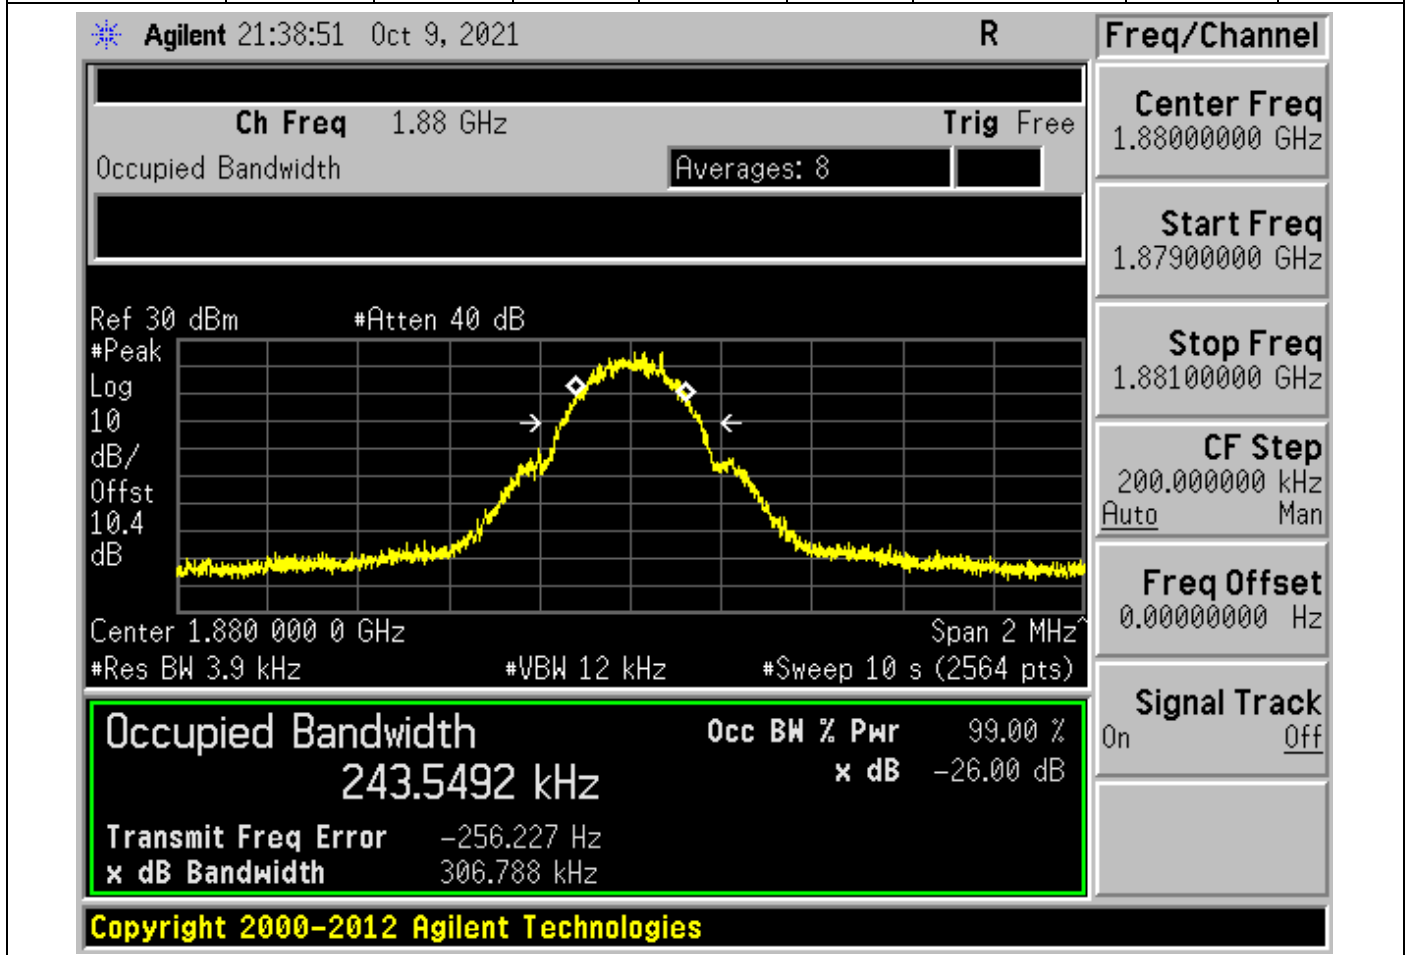 Agilent 21:38:51 Oct 9, 2021 R Freq/Channel
Ch Freq 1.88 GHz Trig Free
Occupied Bandwidth Averages: 8
Center Freq
1.88000000 GHz
Start Freq
1.87900000 GHz
Stop Freq
1.88100000 GHz
CF Step
200.000000 kHz
Auto Man
Freq Offset
0.00000000 Hz
Signal Track
On Off
Ref 30 dBm #Atten 40 dB
#Peak
Log
10
dB/
Offst
10.4
dB
Center 1.880 000 0 GHz Span 2 MHz^
#Res BW 3.9 kHz #VBW 12 kHz #Sweep 10 s (2564 pts)
Occupied Bandwidth Occ BW % Pwr 99.00 %
243.5492 kHz x dB -26.00 dB
Transmit Freq Error -256.227 Hz
x dB Bandwidth 306.788 kHz
Copyright 2000-2012 Agilent Technologies